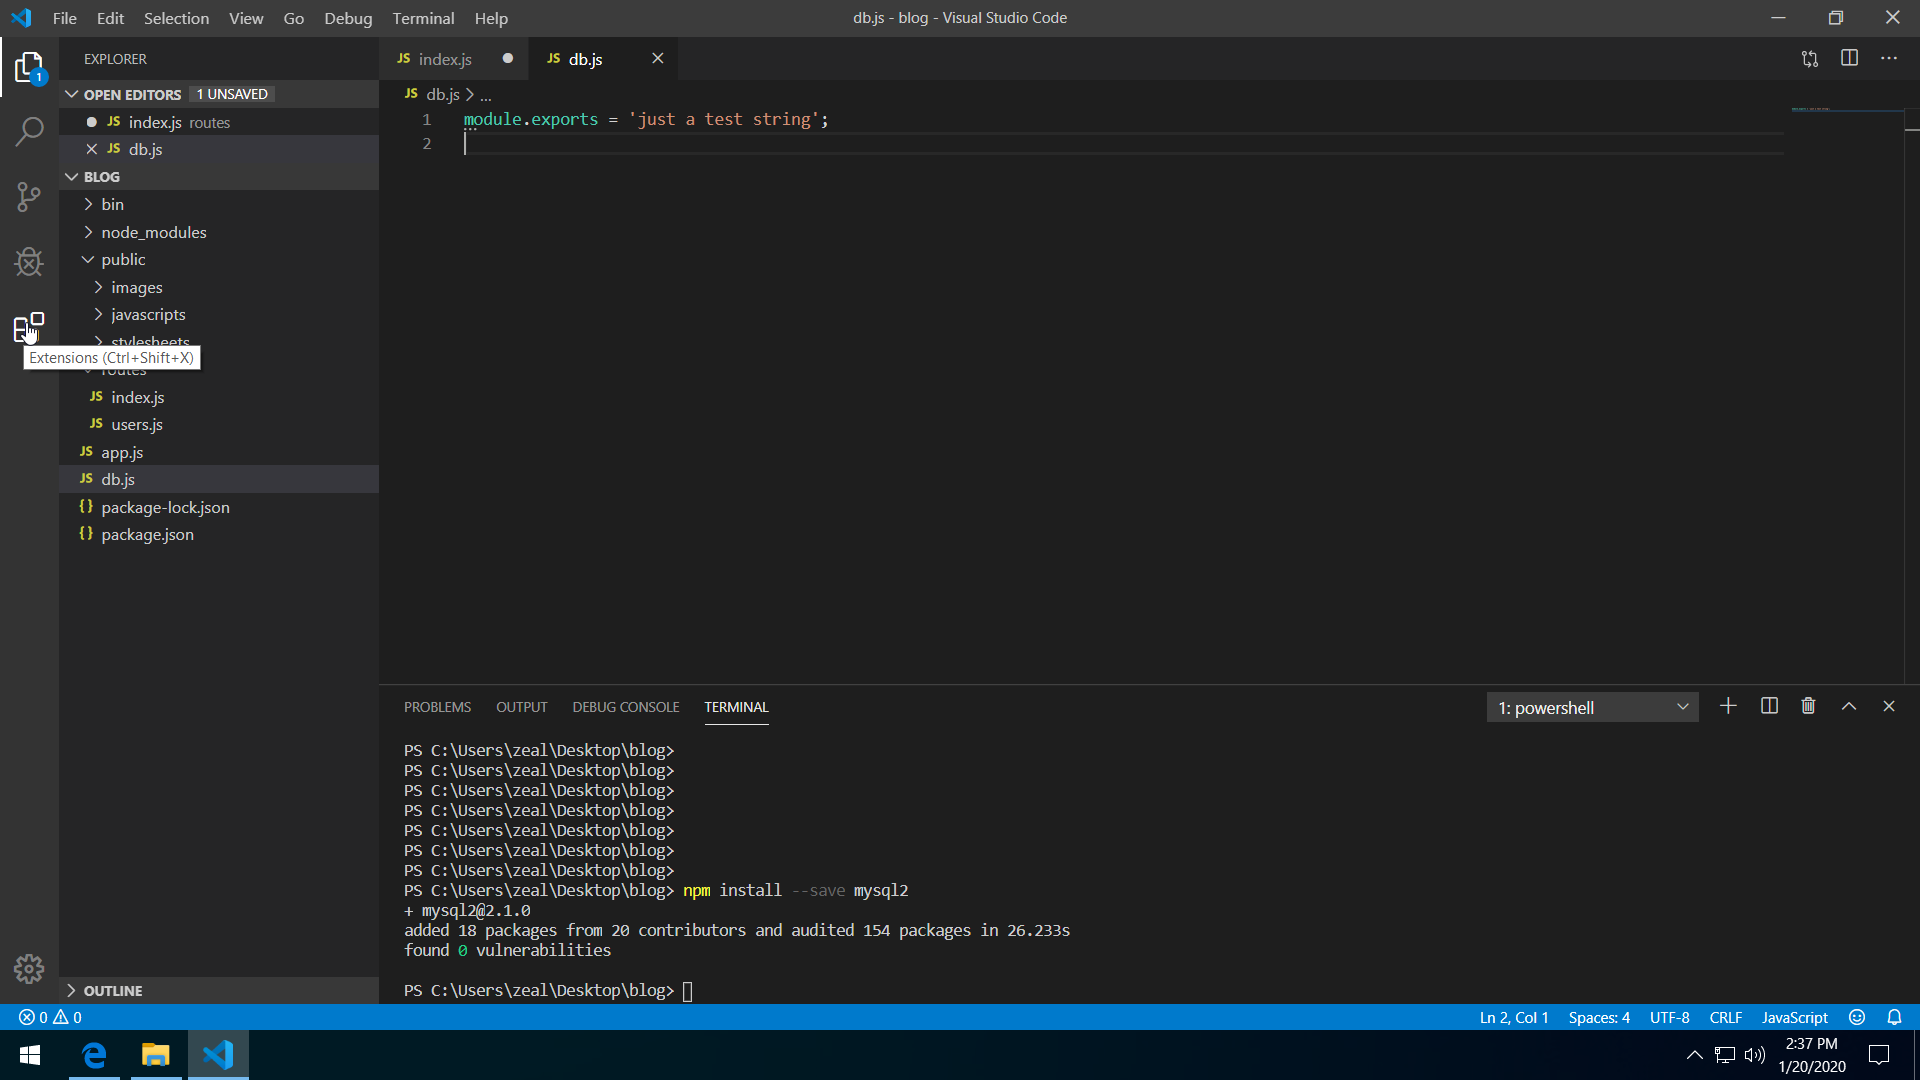 File Edit Selection View Go Debug Terminal Help
db.js - blog - Visual Studio Code
EXPLORER
OPEN EDITORS 1 UNSAVED
JS index.js routes
JS db.js
BLOG
bin
node_modules
public
images
javascripts
stylesheets
Extensions (Ctrl+Shift+X)
routes
JS index.js
JS users.js
JS app.js
JS db.js
{} package-lock.json
{} package.json
OUTLINE
1
JS index.js
JS db.js
JS db.js > ...
1 module.exports = 'just a test string';
2
PROBLEMS OUTPUT DEBUG CONSOLE TERMINAL
1: powershell
PS C:\Users\zeal\Desktop\blog>
PS C:\Users\zeal\Desktop\blog>
PS C:\Users\zeal\Desktop\blog>
PS C:\Users\zeal\Desktop\blog>
PS C:\Users\zeal\Desktop\blog>
PS C:\Users\zeal\Desktop\blog>
PS C:\Users\zeal\Desktop\blog>
PS C:\Users\zeal\Desktop\blog> npm install --save mysql2
+ mysql2@2.1.0
added 18 packages from 20 contributors and audited 154 packages in 26.233s
found 0 vulnerabilities
PS C:\Users\zeal\Desktop\blog>
0 0
Ln 2, Col 1 Spaces: 4 UTF-8 CRLF JavaScript
2:37 PM
1/20/2020